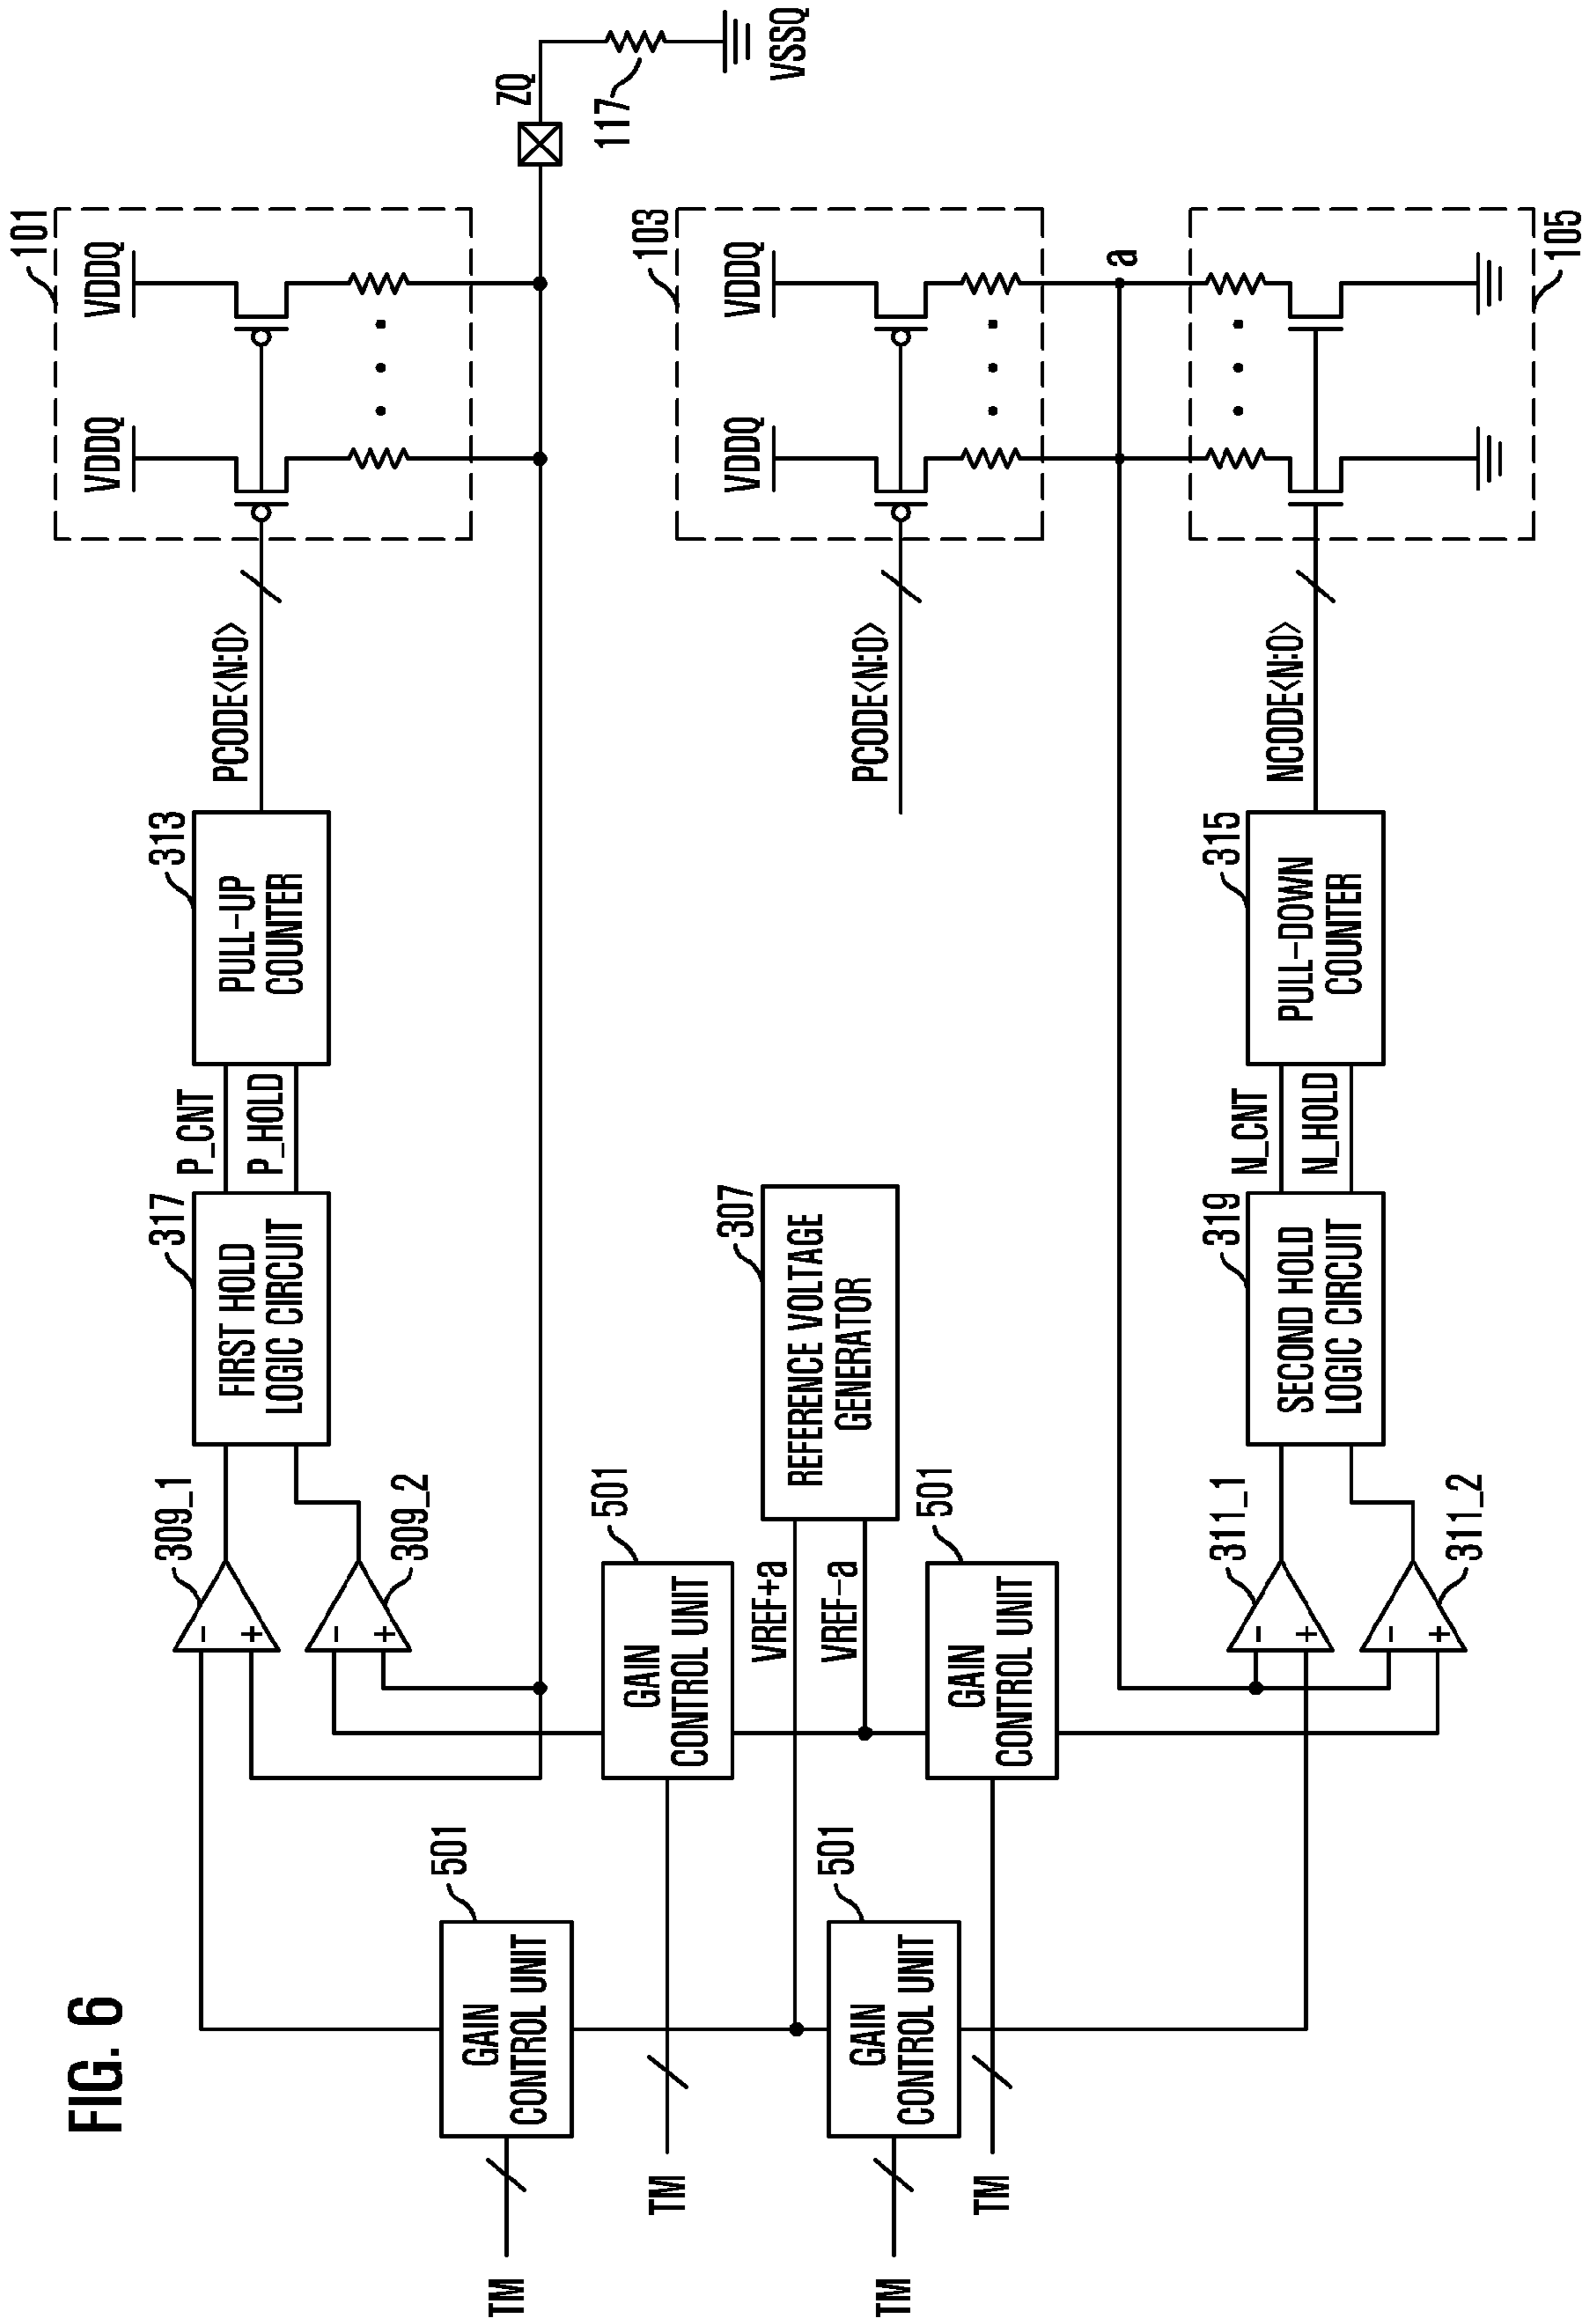 FIG. 6
101
VDDQ
VDDQ
PCODE<N:0>
313
PULL-UP
COUNTER
P_CNT
P_HOLD
317
FIRST HOLD
LOGIC CIRCUIT
309_1
-
+
309_2
-
+
ZQ
117
VSSQ
501
GAIN
CONTROL UNIT
TM
501
GAIN
CONTROL UNIT
TM
307
REFERENCE VOLTAGE
GENERATOR
VREF+a
VREF-a
103
VDDQ
VDDQ
PCODE<N:0>
501
GAIN
CONTROL UNIT
TM
501
GAIN
CONTROL UNIT
TM
a
105
NCODE<N:0>
315
PULL-DOWN
COUNTER
N_CNT
N_HOLD
319
SECOND HOLD
LOGIC CIRCUIT
311_1
-
+
311_2
-
+